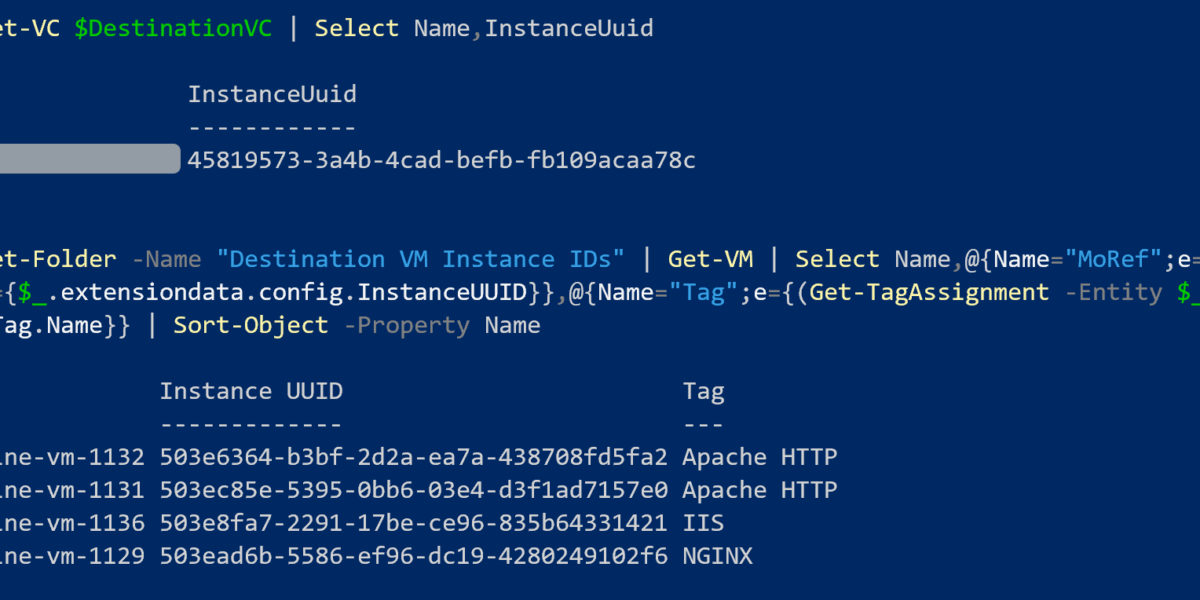 et-VC $DestinationVC | Select Name,InstanceUuid
InstanceUuid
------------
45819573-3a4b-4cad-befb-fb109acaa78c
et-Folder -Name "Destination VM Instance IDs" | Get-VM | Select Name,@{Name="MoRef";e=
={$_.extensiondata.config.InstanceUUID}},@{Name="Tag";e={(Get-TagAssignment -Entity $_
Tag.Name}} | Sort-Object -Property Name
Instance UUID Tag
------------- ---
ine-vm-1132 503e6364-b3bf-2d2a-ea7a-438708fd5fa2 Apache HTTP
ine-vm-1131 503ec85e-5395-0bb6-03e4-d3f1ad7157e0 Apache HTTP
ine-vm-1136 503e8fa7-2291-17be-ce96-835b64331421 IIS
ine-vm-1129 503ead6b-5586-ef96-dc19-4280249102f6 NGINX